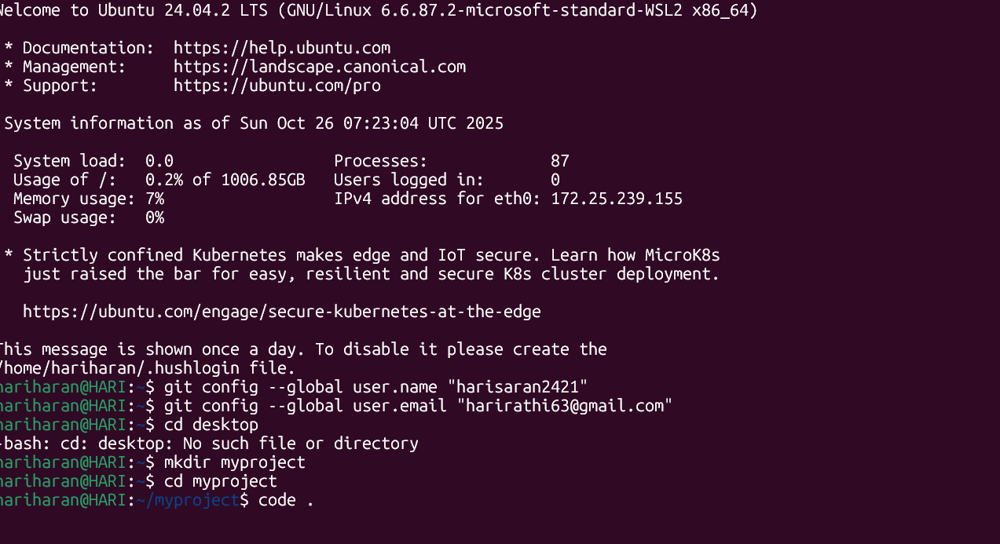 Welcome to Ubuntu 24.04.2 LTS (GNU/Linux 6.6.87.2-microsoft-standard-WSL2 x86_64)
* Documentation: https://help.ubuntu.com
* Management: https://landscape.canonical.com
* Support: https://ubuntu.com/pro
System information as of Sun Oct 26 07:23:04 UTC 2025
System load: 0.0 Processes: 87
Usage of /: 0.2% of 1006.85GB Users logged in: 0
Memory usage: 7% IPv4 address for eth0: 172.25.239.155
Swap usage: 0%
* Strictly confined Kubernetes makes edge and IoT secure. Learn how MicroK8s
just raised the bar for easy, resilient and secure K8s cluster deployment.
https://ubuntu.com/engage/secure-kubernetes-at-the-edge
This message is shown once a day. To disable it please create the
/home/hariharan/.hushlogin file.
hariharan@HARI:~$ git config --global user.name "harisaran2421"
hariharan@HARI:~$ git config --global user.email "harirathi63@gmail.com"
hariharan@HARI:~$ cd desktop
-bash: cd: desktop: No such file or directory
hariharan@HARI:~$ mkdir myproject
hariharan@HARI:~$ cd myproject
hariharan@HARI:~/myproject$ code .